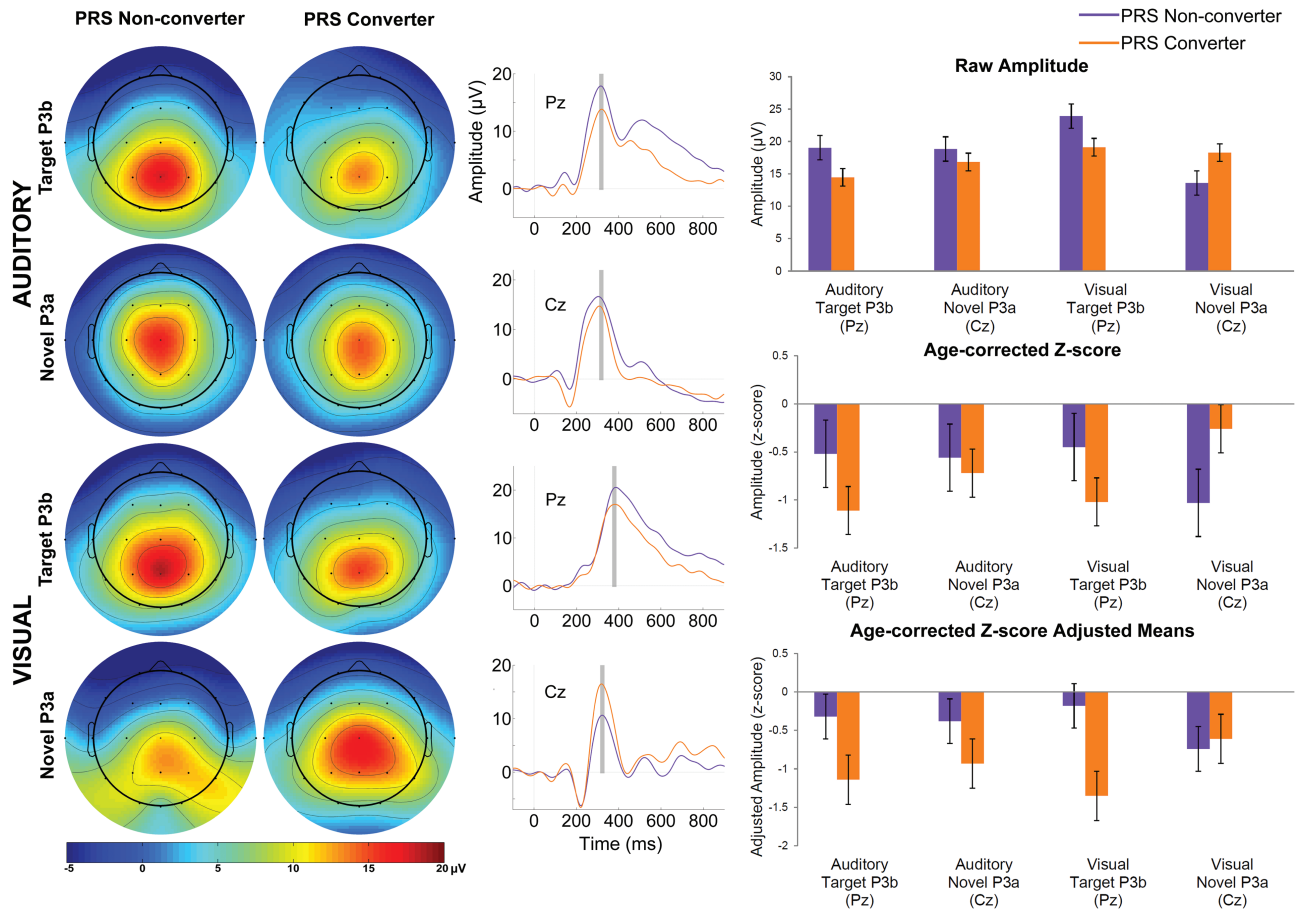 PRS Non-converter
PRS Converter
PRS Non-converter
PRS Converter
AUDITORY
Target P3b
Novel P3a
VISUAL
Target P3b
Novel P3a
-5
0
5
10
15
20 µV
Amplitude (µV)
20
10
0
Pz
0 200 400 600 800
20
10
0
Cz
0 200 400 600 800
20
10
0
Pz
0 200 400 600 800
20
10
0
Cz
0 200 400 600 800
Time (ms)
Raw Amplitude
Amplitude (µV)
30
25
20
15
10
5
0
Auditory
Target P3b
(Pz)
Auditory
Novel P3a
(Cz)
Visual
Target P3b
(Pz)
Visual
Novel P3a
(Cz)
Age-corrected Z-score
Amplitude (z-score)
0.5
0
-0.5
-1
-1.5
Auditory
Target P3b
(Pz)
Auditory
Novel P3a
(Cz)
Visual
Target P3b
(Pz)
Visual
Novel P3a
(Cz)
Age-corrected Z-score Adjusted Means
Adjusted Amplitude (z-score)
0.5
0
-0.5
-1
-1.5
-2
Auditory
Target P3b
(Pz)
Auditory
Novel P3a
(Cz)
Visual
Target P3b
(Pz)
Visual
Novel P3a
(Cz)